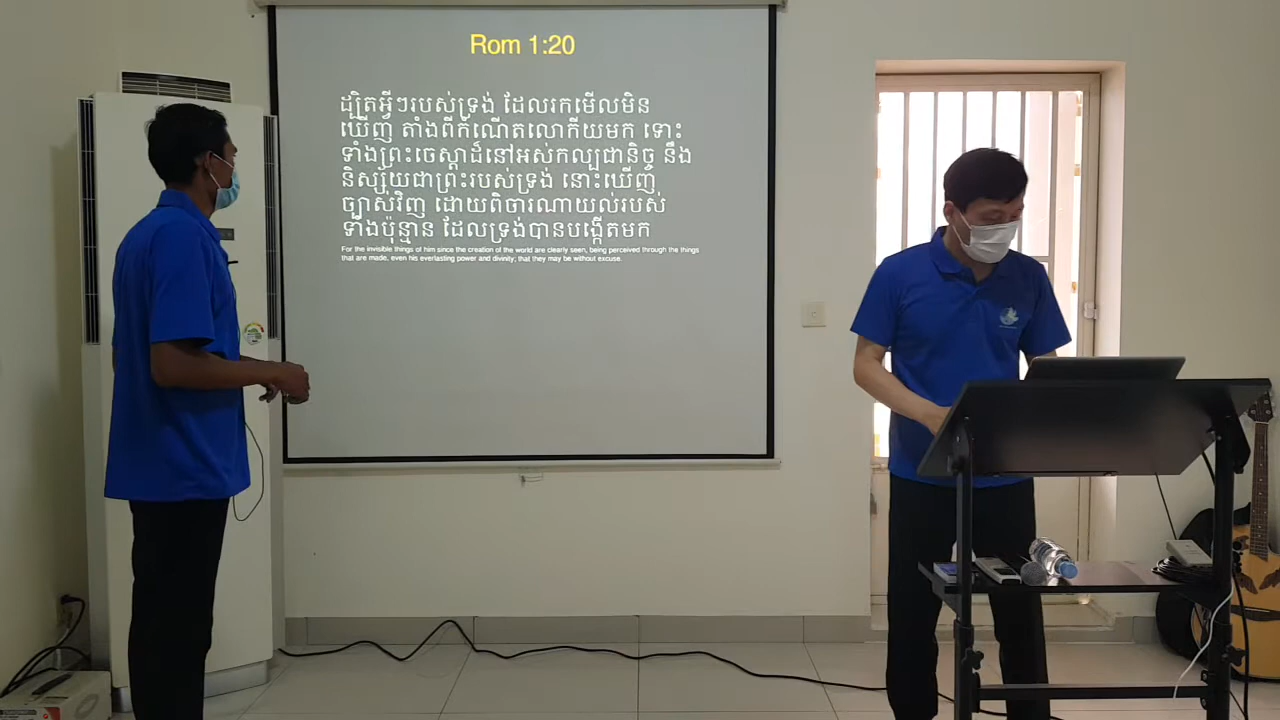 Rom 1:20
ដ្បិតអ្វីៗរបស់ទ្រង់ ដែលរកមើលមិន
ឃើញ តាំងពីកំណើតលោកីយមក ទោះ
ទាំងព្រះចេស្តាដ៏នៅអស់កល្បជានិច្ច នឹង
និស្ស័យជាព្រះរបស់ទ្រង់ នោះឃើញ
ច្បាស់វិញ ដោយពិចារណាយល់របស់
ទាំងប៉ុន្មាន ដែលទ្រង់បានបង្កើតមក
For the invisible things of him since the creation of the world are clearly seen, being perceived through the things
that are made, even his everlasting power and divinity; that they may be without excuse.